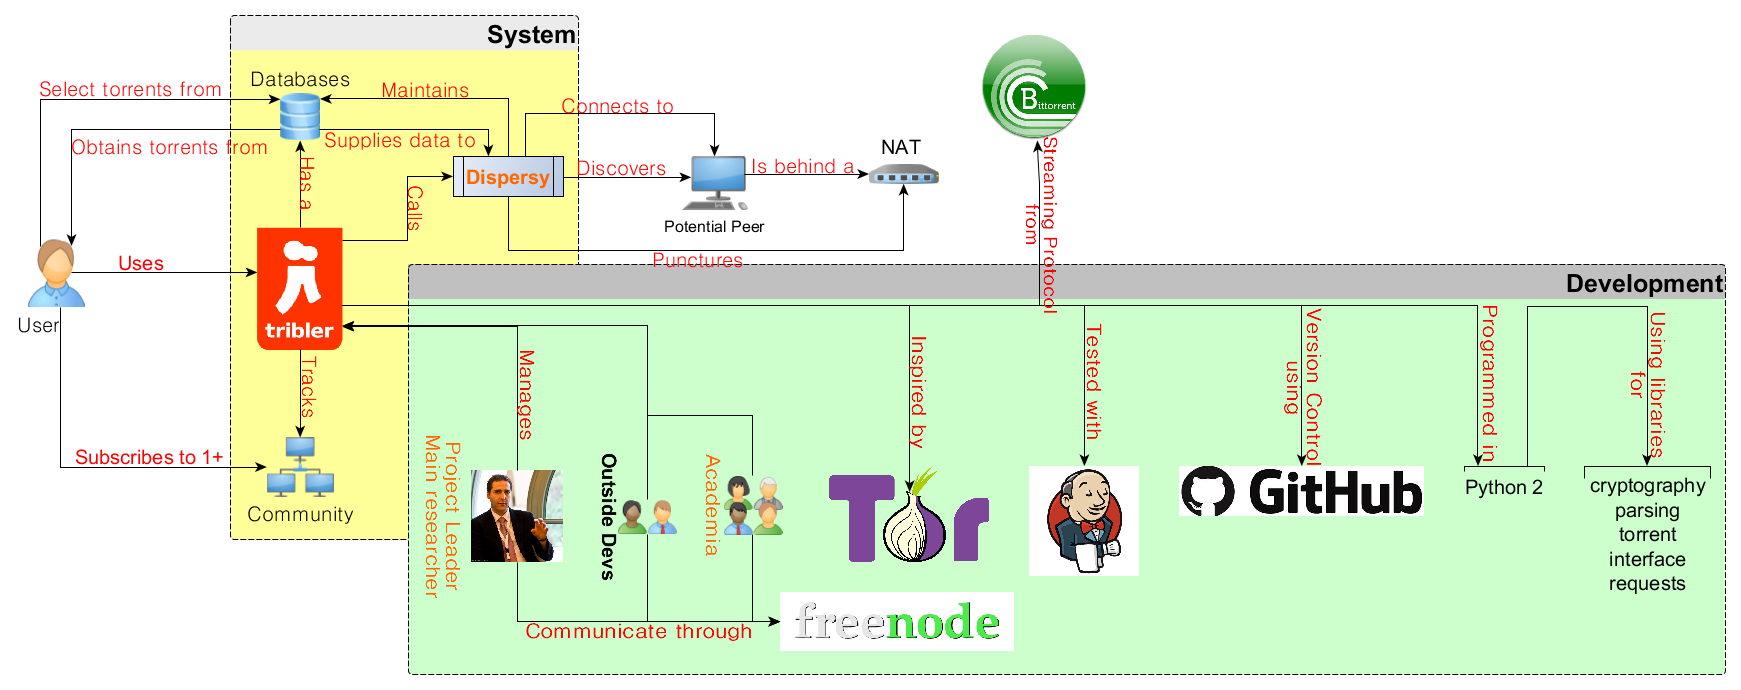 System
Databases
Select torrents from
Maintains
Connects to
Bittorrent
Obtains torrents from
Supplies data to
NAT
Has a
Calls
Dispersy
Discovers
Is behind a
Streaming Protocol
from
Potential Peer
Uses
Punctures
User
tribler
Development
Tracks
Manages
Inspired by
Tested with
Version Control
using
Programmed in
Using libraries
for
Subscribes to 1+
Community
Project Leader
Main researcher
Outside Devs
Academia
Tor
GitHub
Python 2
cryptography
parsing
torrent
interface
requests
Communicate through
freenode